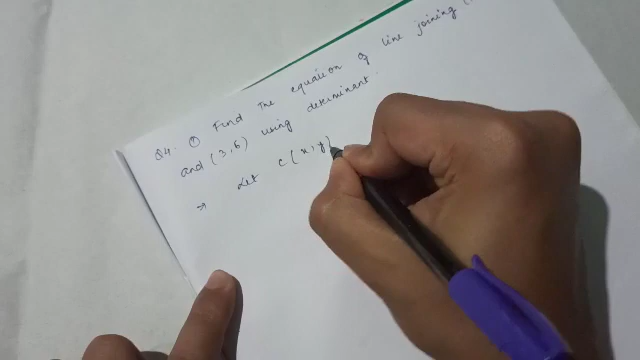 Q4. ① Find the equation of line joining (
and (3,6) using determinant.
⇒ Let C(x,y)